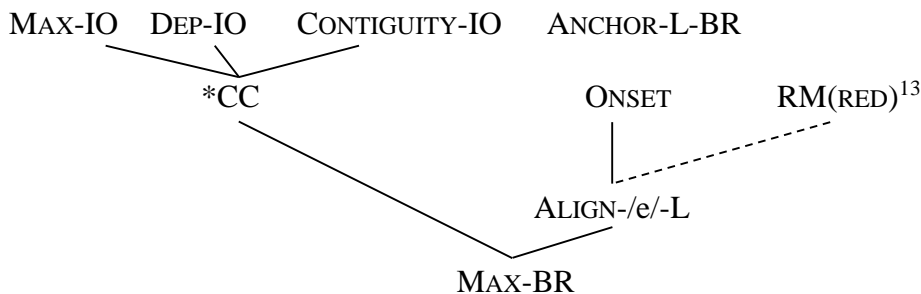 MAX-IO DEP-IO CONTIGUITY-IO ANCHOR-L-BR
*CC ONSET RM(RED)¹³
ALIGN-/e/-L
MAX-BR